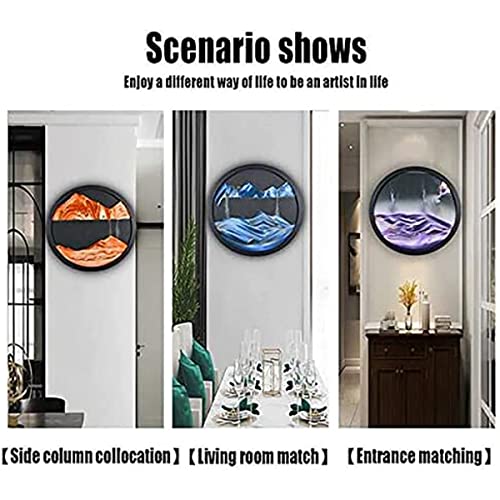 Scenario shows
Enjoy a different way of life to be an artist in life
【Side column collocation】【Living room match】【Entrance matching】